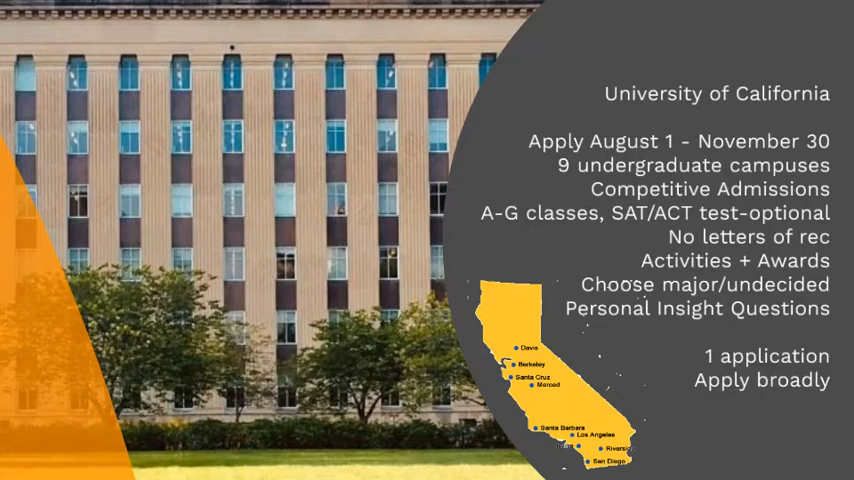 University of California
Apply August 1 - November 30
9 undergraduate campuses
Competitive Admissions
A-G classes, SAT/ACT test-optional
No letters of rec
Activities + Awards
Choose major/undecided
Personal Insight Questions
1 application
Apply broadly
Davis
Berkeley
Santa Cruz
Merced
Santa Barbara
Los Angeles
San Diego